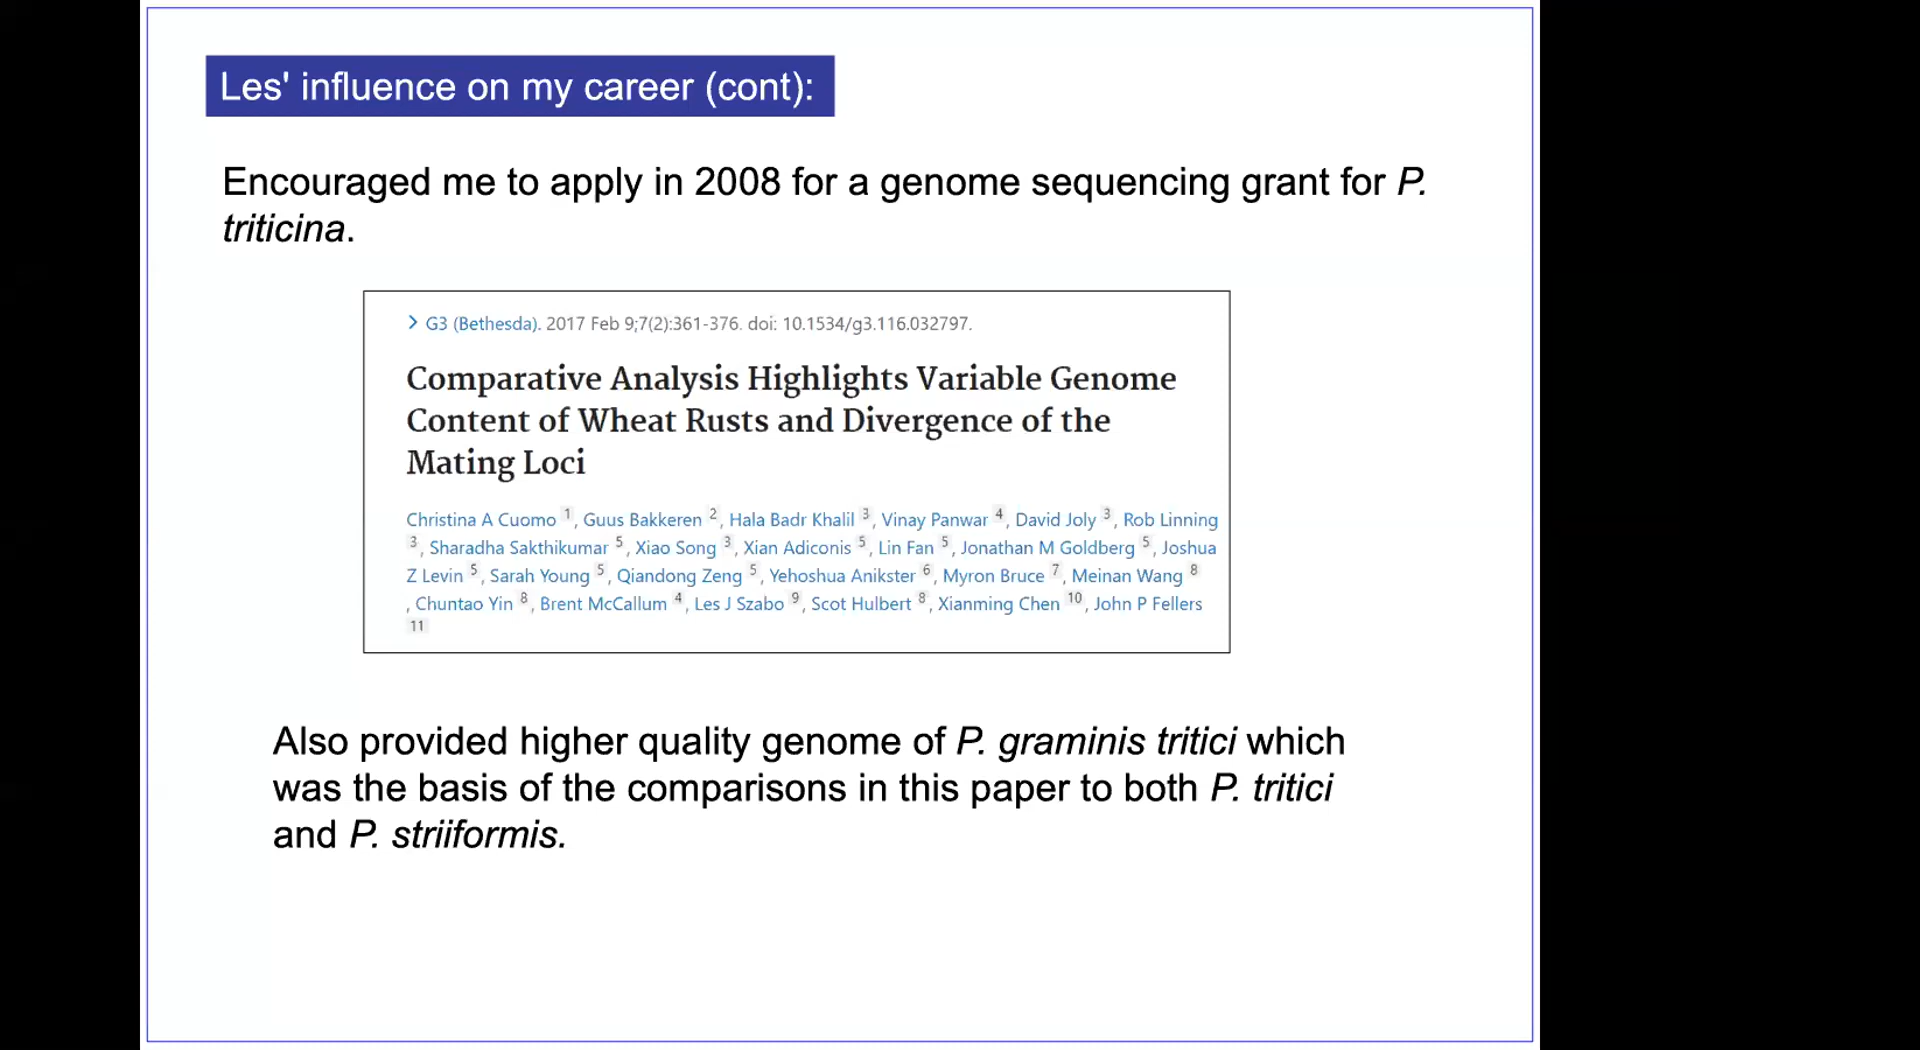 Les' influence on my career (cont):
Encouraged me to apply in 2008 for a genome sequencing grant for P.
triticina.
> G3 (Bethesda). 2017 Feb 9;7(2):361-376. doi: 10.1534/g3.116.032797.
Comparative Analysis Highlights Variable Genome
Content of Wheat Rusts and Divergence of the
Mating Loci
Christina A Cuomo 1, Guus Bakkeren 2, Hala Badr Khalil 3, Vinay Panwar 4, David Joly 3, Rob Linning
3, Sharadha Sakthikumar 5, Xiao Song 3, Xian Adiconis 5, Lin Fan 5, Jonathan M Goldberg 5, Joshua
Z Levin 5, Sarah Young 5, Qiandong Zeng 5, Yehoshua Anikster 6, Myron Bruce 7, Meinan Wang 8
, Chuntao Yin 8, Brent McCallum 4, Les J Szabo 9, Scot Hulbert 8, Xianming Chen 10, John P Fellers
11
Also provided higher quality genome of P. graminis tritici which
was the basis of the comparisons in this paper to both P. tritici
and P. striiformis.